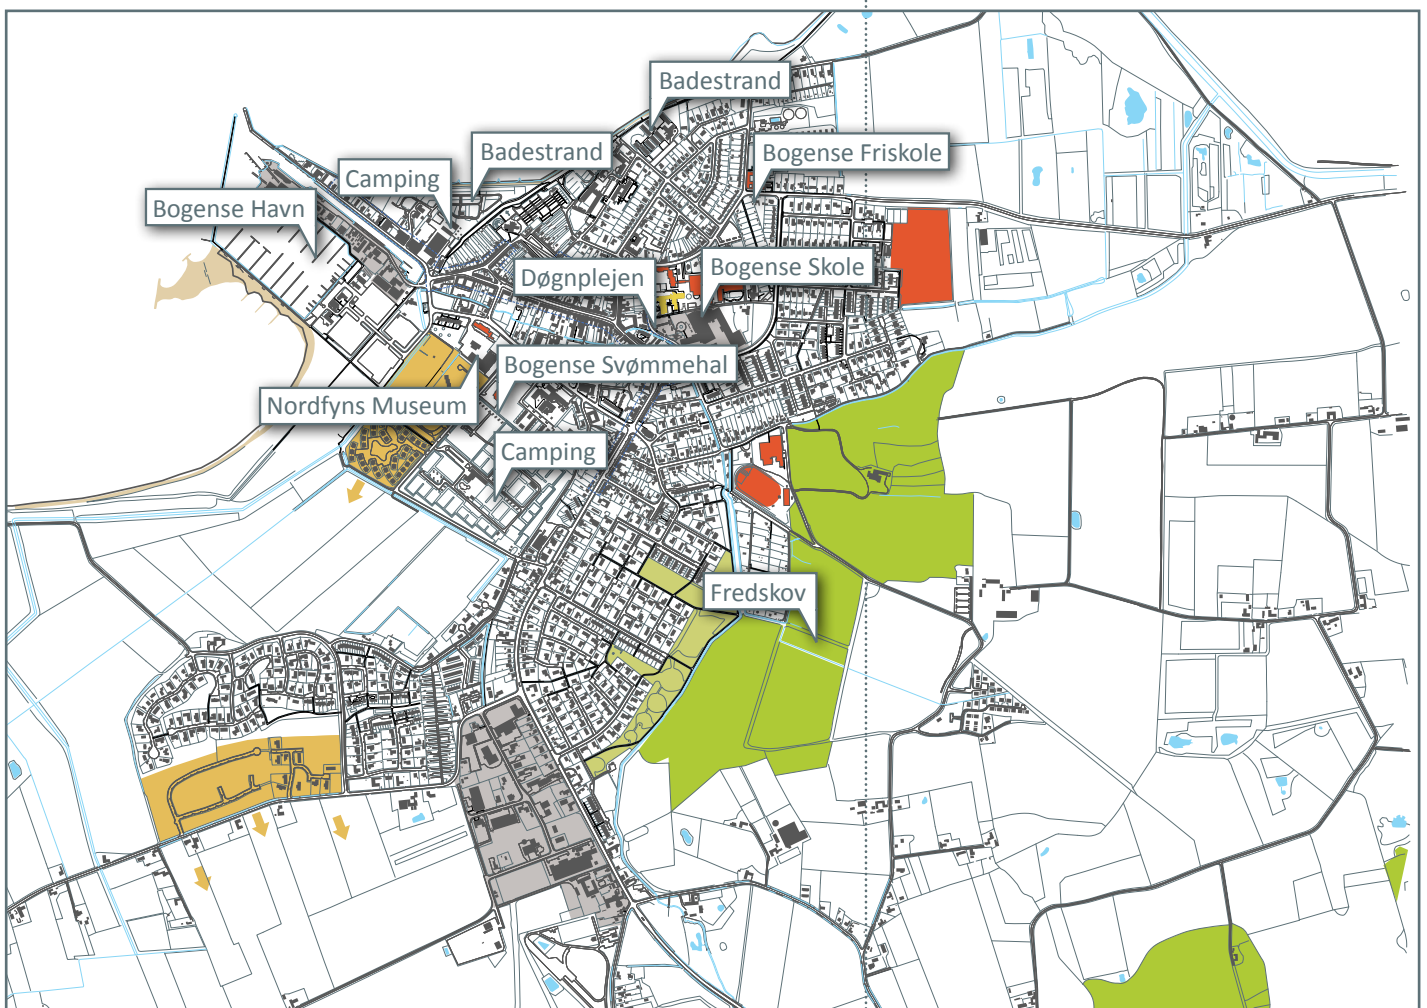 Badestrand
Badestrand
Bogense Friskole
Camping
Bogense Havn
Døgnplejen
Bogense Skole
Bogense Svømmehal
Nordfyns Museum
Camping
Fredskov